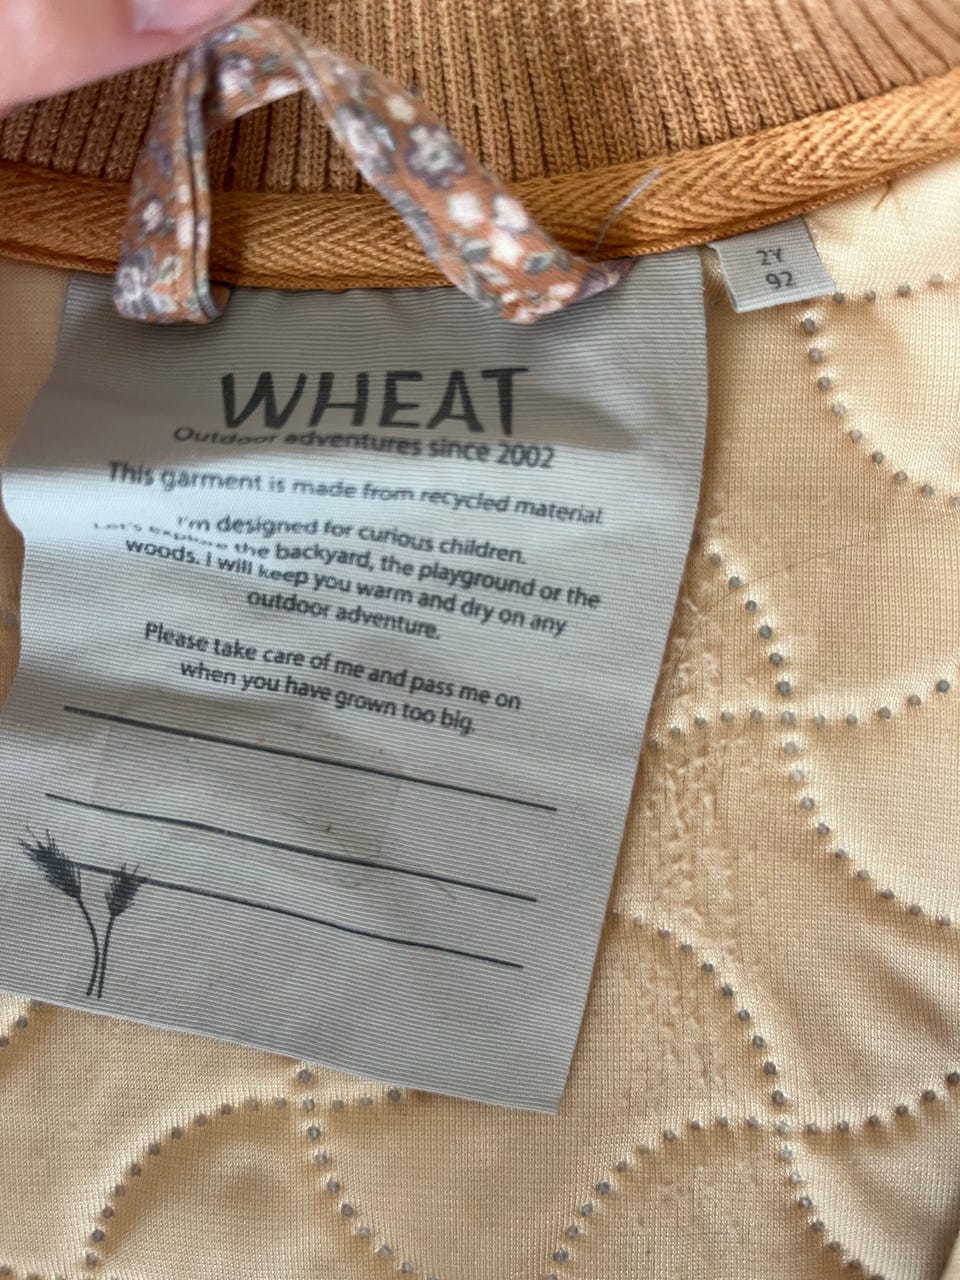 2Y
92
WHEAT
Outdoor adventures since 2002
This garment is made from recycled material
I'm designed for curious children.
Let's explore the backyard, the playground or the
woods. I will keep you warm and dry on any
outdoor adventure.
Please take care of me and pass me on
when you have grown too big.